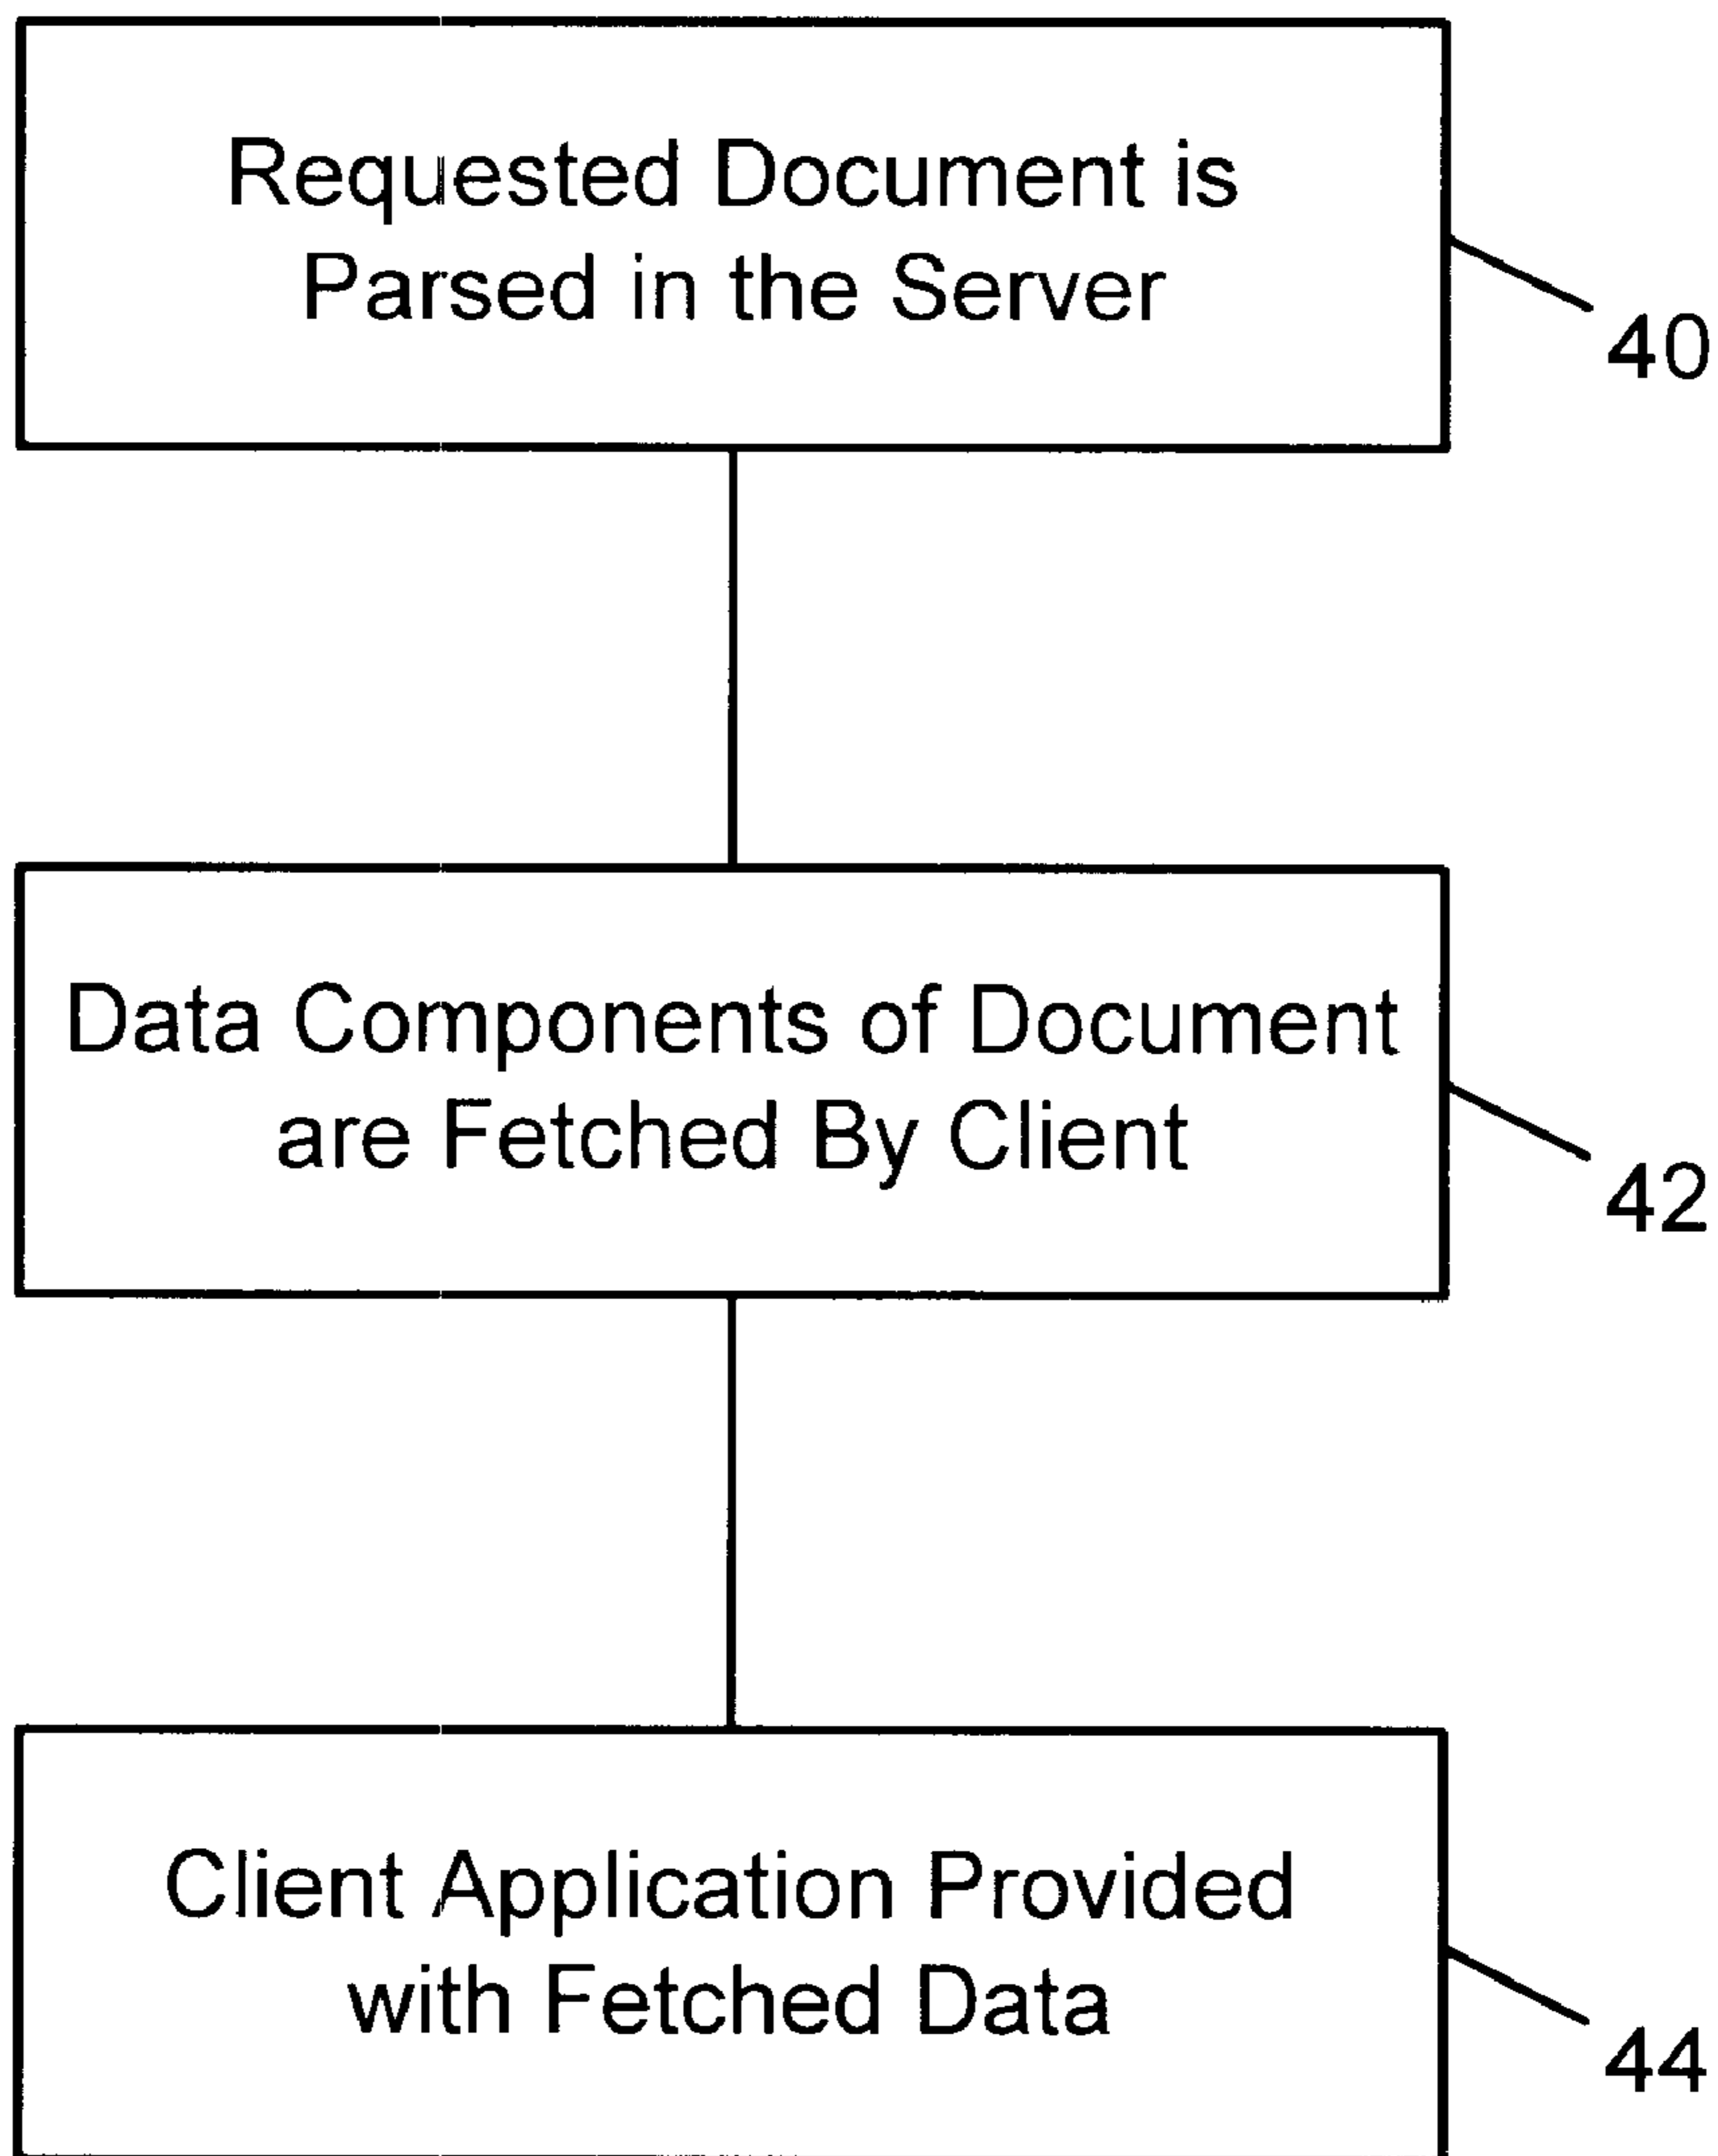 Requested Document is
Parsed in the Server
40
Data Components of Document
are Fetched By Client
42
Client Application Provided
with Fetched Data
44